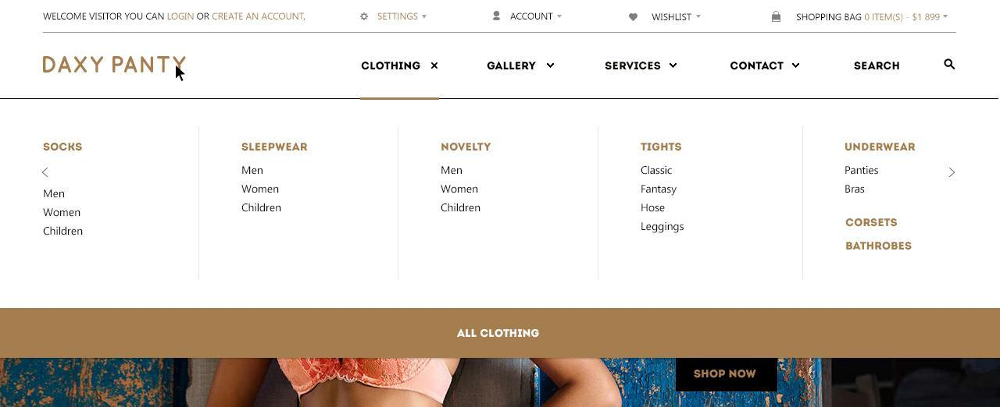 WELCOME VISITOR YOU CAN LOGIN OR CREATE AN ACCOUNT.
SETTINGS
ACCOUNT
WISHLIST
SHOPPING BAG 0 ITEM(S) - $1 899
DAXY PANTY
CLOTHING
GALLERY
SERVICES
CONTACT
SEARCH
SOCKS
Men
Women
Children
SLEEPWEAR
Men
Women
Children
NOVELTY
Men
Women
Children
TIGHTS
Classic
Fantasy
Hose
Leggings
UNDERWEAR
Panties
Bras
CORSETS
BATHROBES
ALL CLOTHING
SHOP NOW